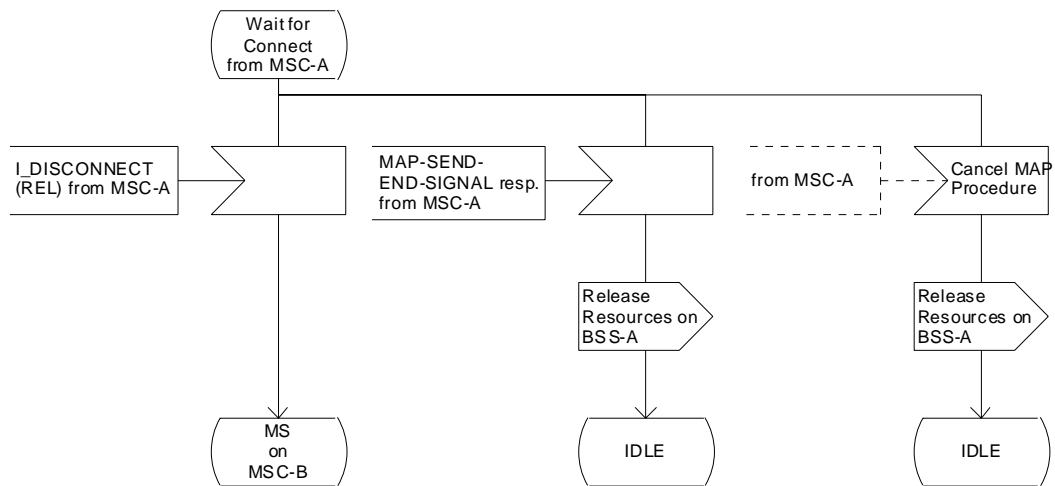 Wait for
Connect
from MSC-A
I_DISCONNECT
(REL) from MSC-A
MAP-SEND-
END-SIGNAL resp.
from MSC-A
from MSC-A
Cancel MAP
Procedure
Release
Resources on
BSS-A
Release
Resources on
BSS-A
MS
on
MSC-B
IDLE
IDLE